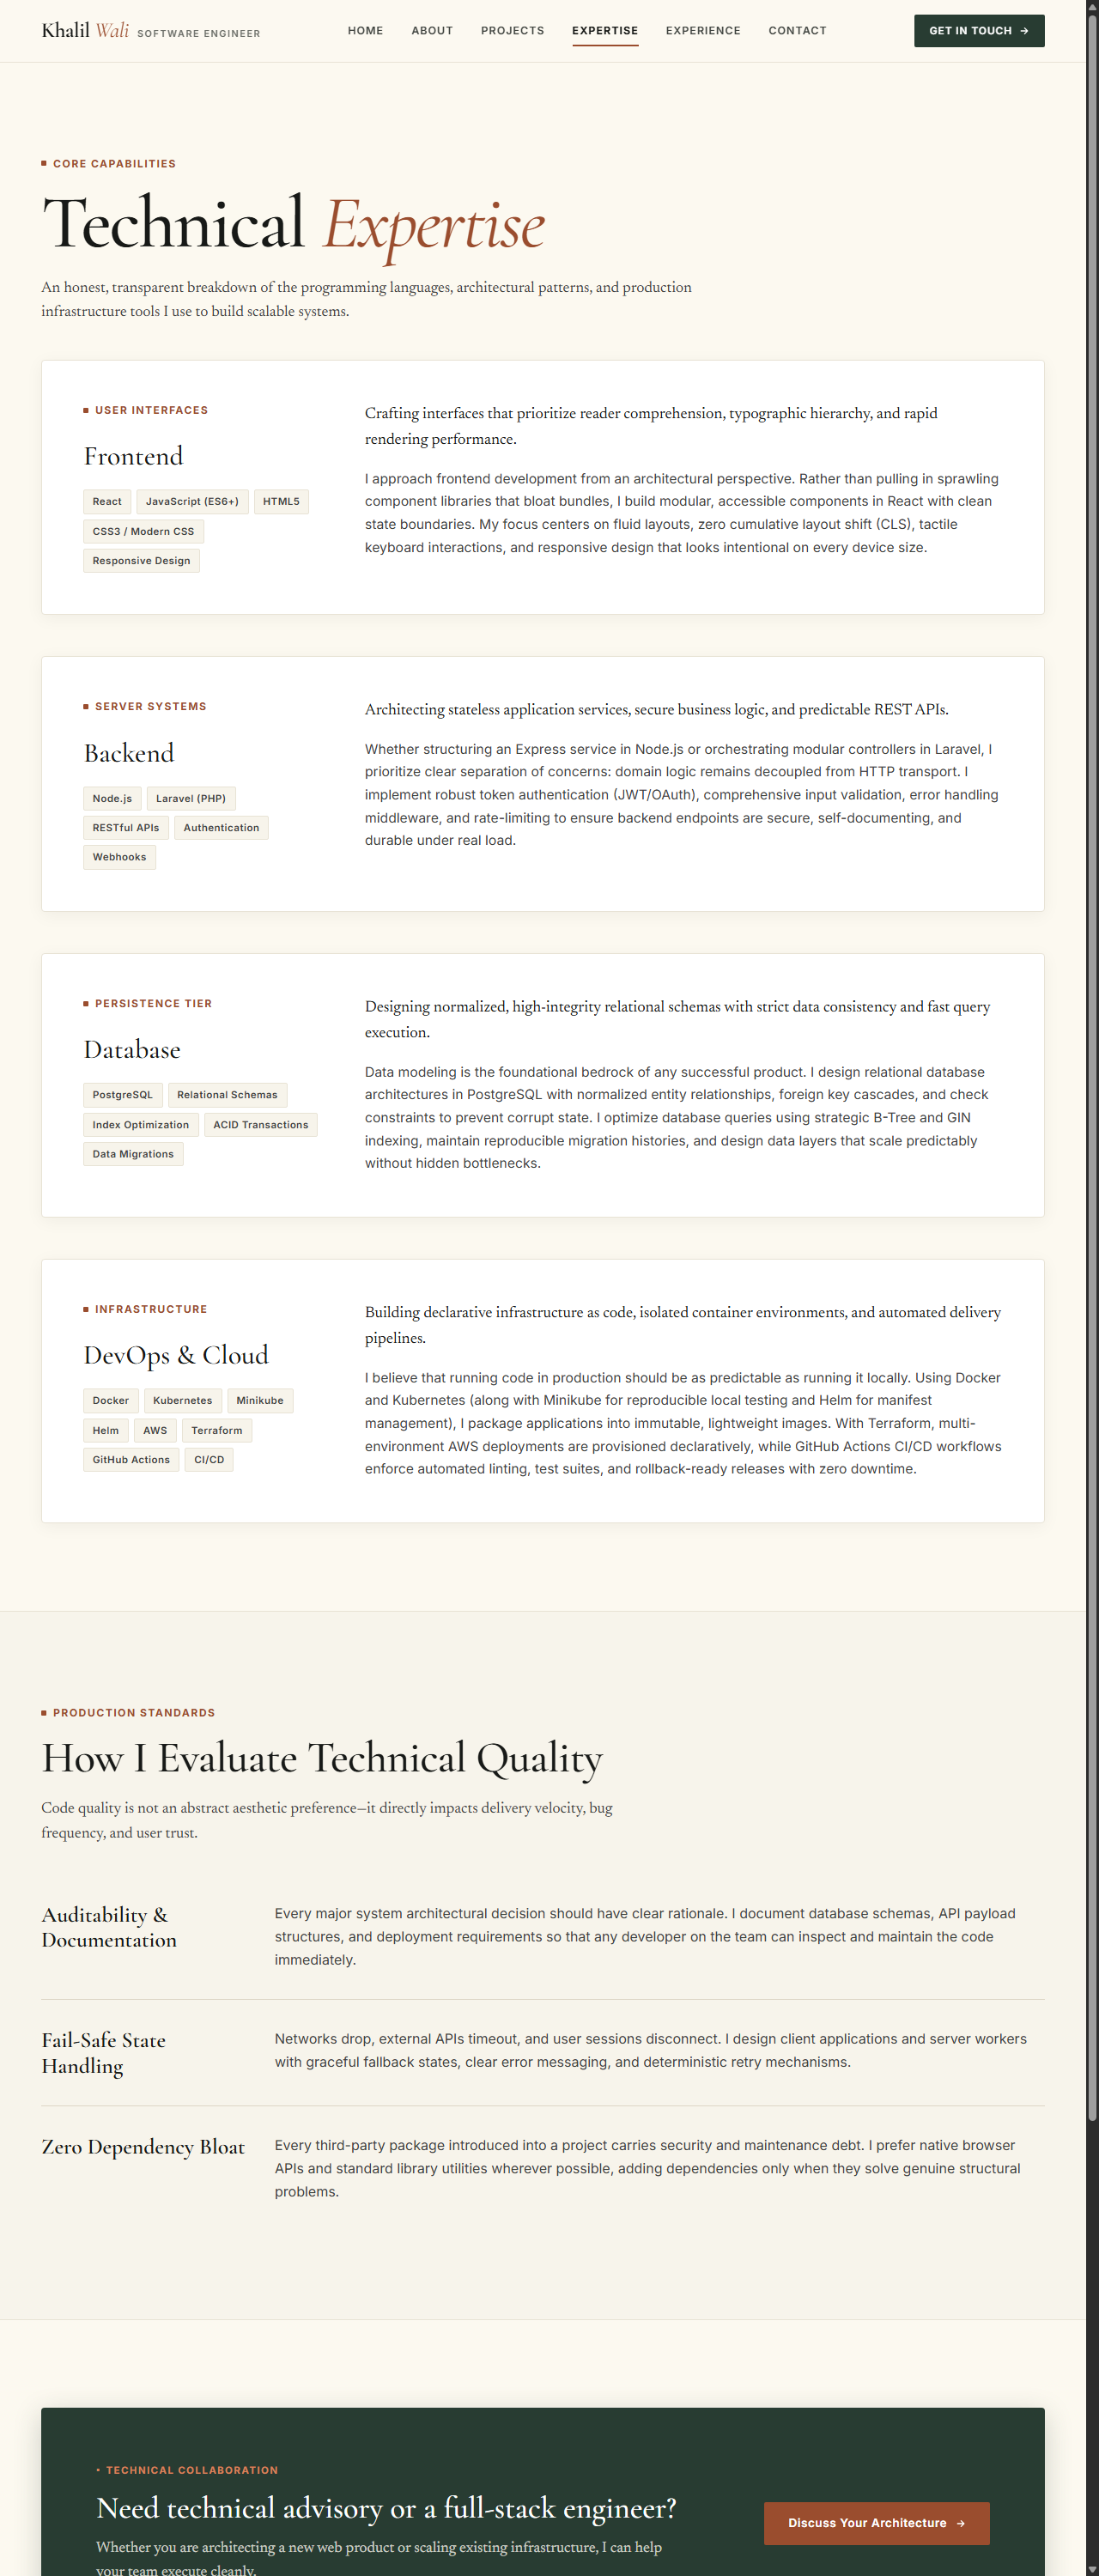 Khalil Wali SOFTWARE ENGINEER
HOME ABOUT PROJECTS EXPERTISE EXPERIENCE CONTACT
GET IN TOUCH →
CORE CAPABILITIES
Technical Expertise
An honest, transparent breakdown of the programming languages, architectural patterns, and production
infrastructure tools I use to build scalable systems.
USER INTERFACES
Frontend
React JavaScript (ES6+) HTML5
CSS3 / Modern CSS
Responsive Design
Crafting interfaces that prioritize reader comprehension, typographic hierarchy, and rapid
rendering performance.
I approach frontend development from an architectural perspective. Rather than pulling in sprawling
component libraries that bloat bundles, I build modular, accessible components in React with clean
state boundaries. My focus centers on fluid layouts, zero cumulative layout shift (CLS), tactile
keyboard interactions, and responsive design that looks intentional on every device size.
SERVER SYSTEMS
Backend
Node.js Laravel (PHP)
RESTful APIs Authentication
Webhooks
Architecting stateless application services, secure business logic, and predictable REST APIs.
Whether structuring an Express service in Node.js or orchestrating modular controllers in Laravel, I
prioritize clear separation of concerns: domain logic remains decoupled from HTTP transport. I
implement robust token authentication (JWT/OAuth), comprehensive input validation, error handling
middleware, and rate-limiting to ensure backend endpoints are secure, self-documenting, and
durable under real load.
PERSISTENCE TIER
Database
PostgreSQL Relational Schemas
Index Optimization ACID Transactions
Data Migrations
Designing normalized, high-integrity relational schemas with strict data consistency and fast query
execution.
Data modeling is the foundational bedrock of any successful product. I design relational database
architectures in PostgreSQL with normalized entity relationships, foreign key cascades, and check
constraints to prevent corrupt state. I optimize database queries using strategic B-Tree and GIN
indexing, maintain reproducible migration histories, and design data layers that scale predictably
without hidden bottlenecks.
INFRASTRUCTURE
DevOps & Cloud
Docker Kubernetes Minikube
Helm AWS Terraform
GitHub Actions CI/CD
Building declarative infrastructure as code, isolated container environments, and automated delivery
pipelines.
I believe that running code in production should be as predictable as running it locally. Using Docker
and Kubernetes (along with Minikube for reproducible local testing and Helm for manifest
management), I package applications into immutable, lightweight images. With Terraform, multi-
environment AWS deployments are provisioned declaratively, while GitHub Actions CI/CD workflows
enforce automated linting, test suites, and rollback-ready releases with zero downtime.
PRODUCTION STANDARDS
How I Evaluate Technical Quality
Code quality is not an abstract aesthetic preference—it directly impacts delivery velocity, bug
frequency, and user trust.
Auditability &
Documentation
Every major system architectural decision should have clear rationale. I document database schemas, API payload
structures, and deployment requirements so that any developer on the team can inspect and maintain the code
immediately.
Fail-Safe State
Handling
Networks drop, external APIs timeout, and user sessions disconnect. I design client applications and server workers
with graceful fallback states, clear error messaging, and deterministic retry mechanisms.
Zero Dependency Bloat
Every third-party package introduced into a project carries security and maintenance debt. I prefer native browser
APIs and standard library utilities wherever possible, adding dependencies only when they solve genuine structural
problems.
• TECHNICAL COLLABORATION
Need technical advisory or a full-stack engineer?
Whether you are architecting a new web product or scaling existing infrastructure, I can help
your team execute cleanly.
Discuss Your Architecture →